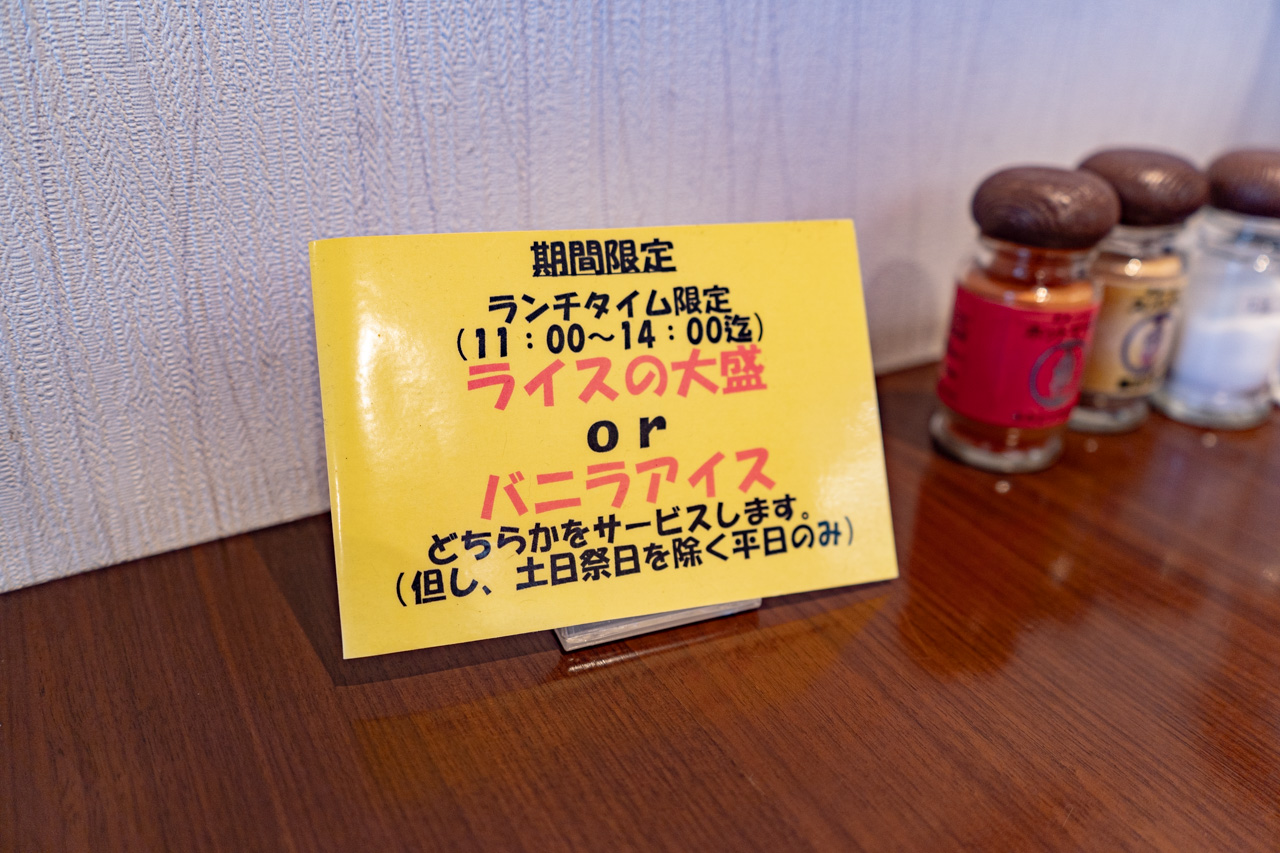 期間限定
ランチタイム限定
(11：00～14：00迄)
ライスの大盛
or
バニラアイス
どちらかをサービスします。
(但し、土日祭日を除く平日のみ)